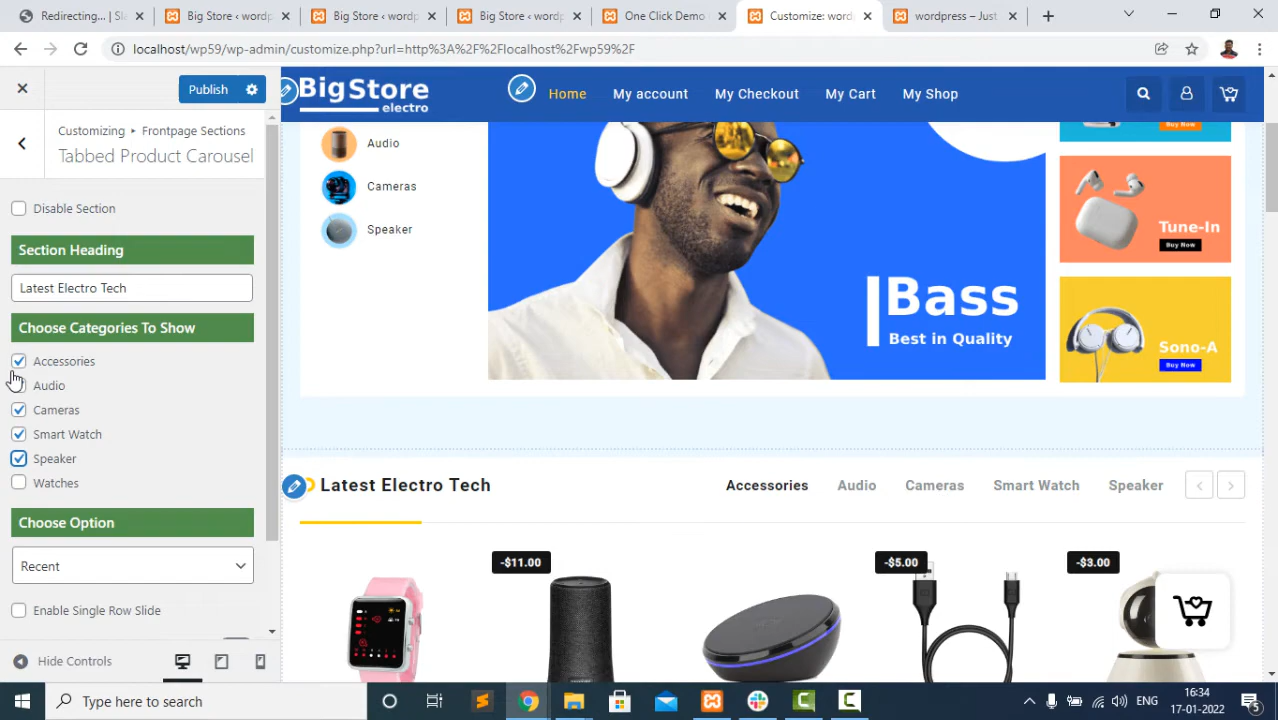 Redirecting... | Sl
Big Store ‹ wordp
BigStore ‹ wordpr
Big Store ‹ wordp
One Click Demo
Customize: word
wordpress – Just
localhost/wp59/wp-admin/customize.php?url=http%3A%2F%2Flocalhost%2Fwp59%2F
Publish
Customizing ▸ Frontpage Sections
Tabbed Product Carousel
Disable Section
Section Heading
Latest Electro Tech
Choose Categories To Show
Accessories
Audio
Cameras
Smart Watch
Speaker
Watches
Choose Option
Recent
Enable Single Row Slide
Hide Controls
BigStore
electro
Home
My account
My Checkout
My Cart
My Shop
Audio
Cameras
Speaker
Bass
Best in Quality
Buy Now
Tune-In
Buy Now
Sono-A
Buy Now
Latest Electro Tech
Accessories
Audio
Cameras
Smart Watch
Speaker
-$11.00
-$5.00
-$3.00
Type here to search
ENG
16:34
17-01-2022
5